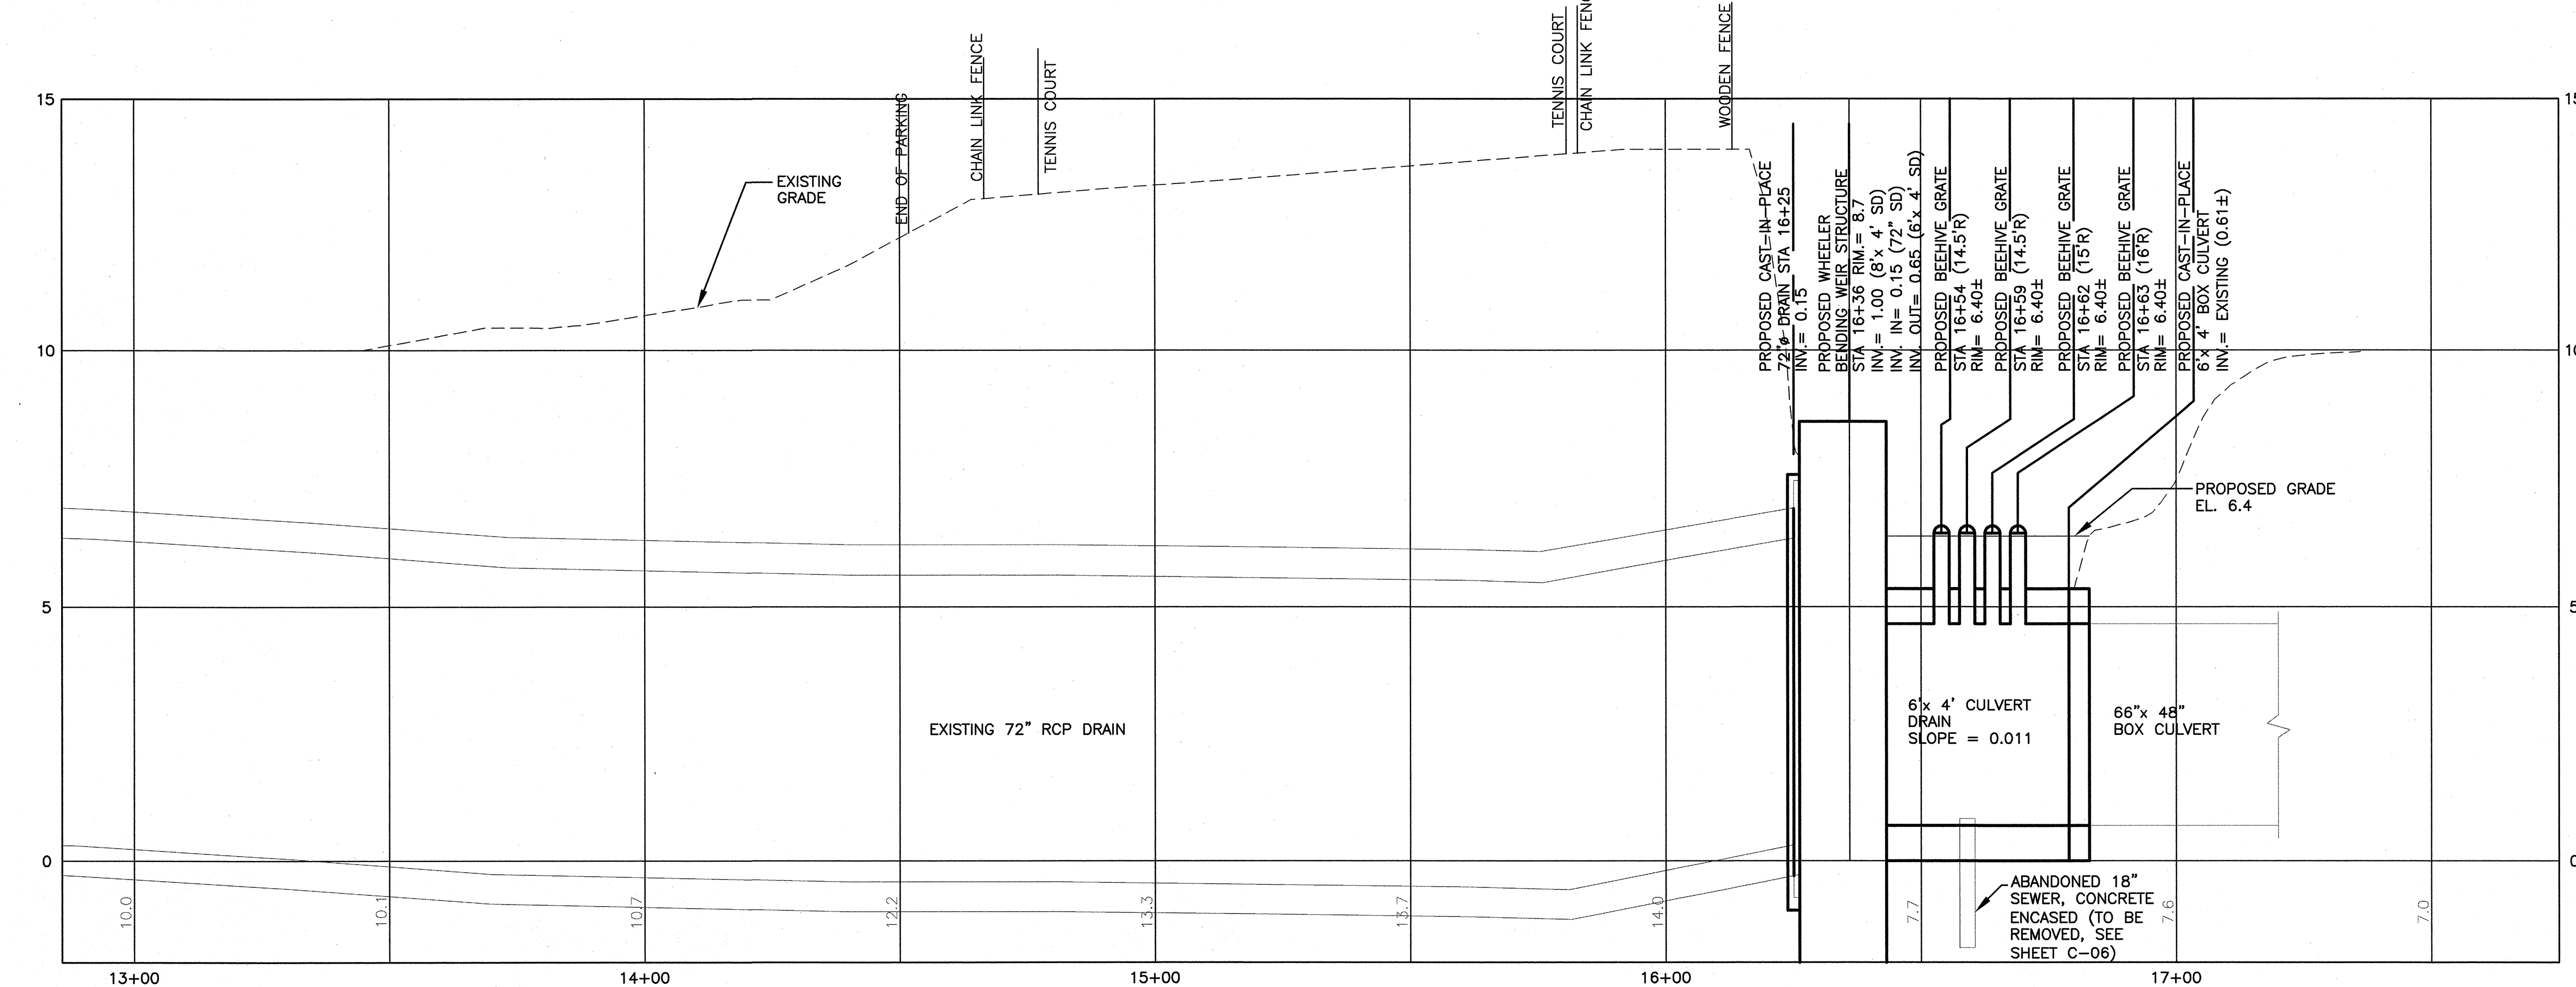 TENNIS COURT
WOODEN FENCE
CHAIN LINK FENCE
TENNIS COURT
END OF PARKING
15
EXISTING
GRADE
PROPOSED CAST-IN-PLACE
72"ø DRAIN STA 16+25
INV.= 0.15
PROPOSED WHEELER
BENDING WEIR STRUCTURE
STA 16+36 RIM.= 8.7
INV.= 1.00 (8'x 4' SD)
INV. IN= 0.15 (72" SD)
INV. OUT= 0.65 (6'x 4' SD)
PROPOSED BEEHIVE GRATE
STA 16+54 (14.5'R)
RIM= 6.40±
PROPOSED BEEHIVE GRATE
STA 16+59 (14.5'R)
RIM= 6.40±
PROPOSED BEEHIVE GRATE
STA 16+62 (15'R)
RIM= 6.40±
PROPOSED BEEHIVE GRATE
STA 16+63 (16'R)
RIM= 6.40±
PROPOSED CAST-IN-PLACE
6'x 4' BOX CULVERT
INV.= EXISTING (0.61±)
CHAIN LINK
10
PROPOSED GRADE
EL. 6.4
5
EXISTING 72" RCP DRAIN
6'x 4' CULVERT
DRAIN
SLOPE = 0.011
66"x 48"
BOX CULVERT
0
10.0
10.1
10.7
12.2
13.3
13.7
14.0
7.7
7.6
7.0
ABANDONED 18"
SEWER, CONCRETE
ENCASED (TO BE
REMOVED, SEE
SHEET C-06)
13+00
14+00
15+00
16+00
17+00